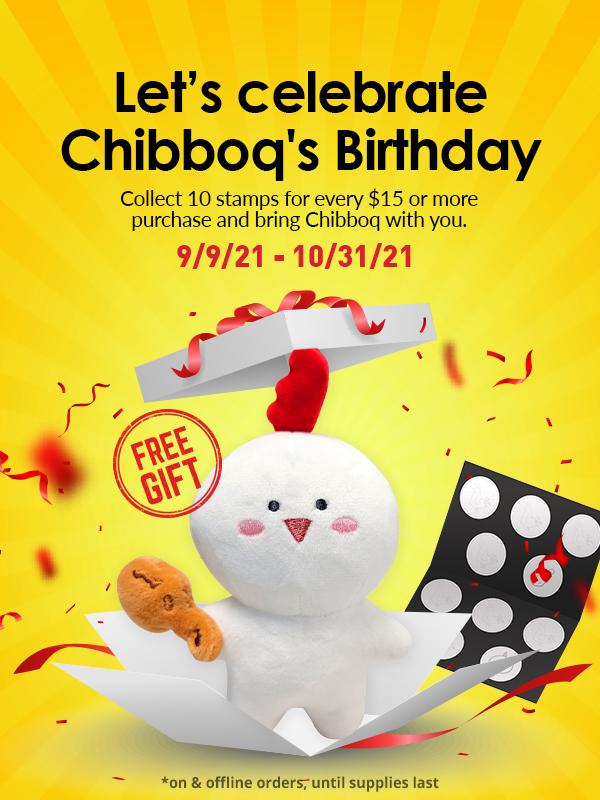 Let's celebrate
Chibboq's Birthday
Collect 10 stamps for every $15 or more
purchase and bring Chibboq with you.
9/9/21 - 10/31/21
FREE
GIFT
*on & offline orders, until supplies last